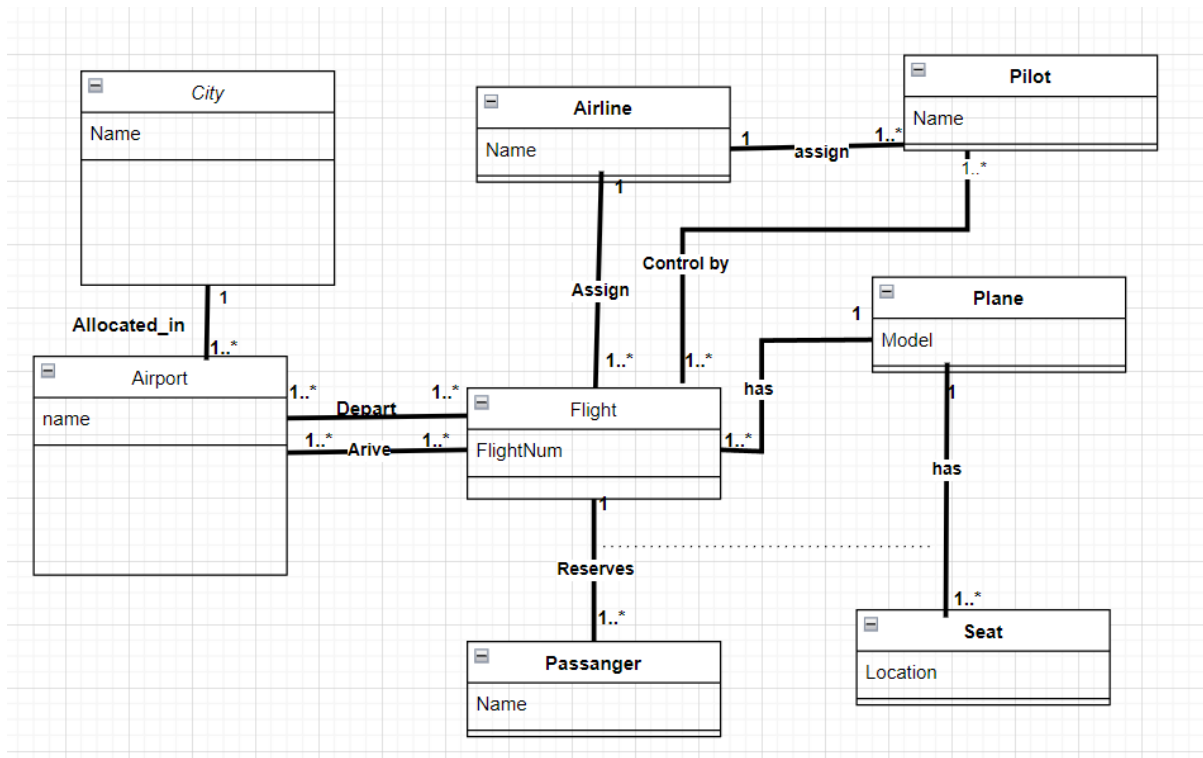 City
Name
Airline
Name
Pilot
Name
1
assign
1..*
1
1..*
Control by
Assign
1
Allocated_in
1..*
Airport
name
1..*
Depart
1..*
1..*
Arive
1..*
1..*
1..*
Flight
FlightNum
has
1..*
1
Plane
Model
1
has
1..*
1
Reserves
1..*
Passanger
Name
Seat
Location